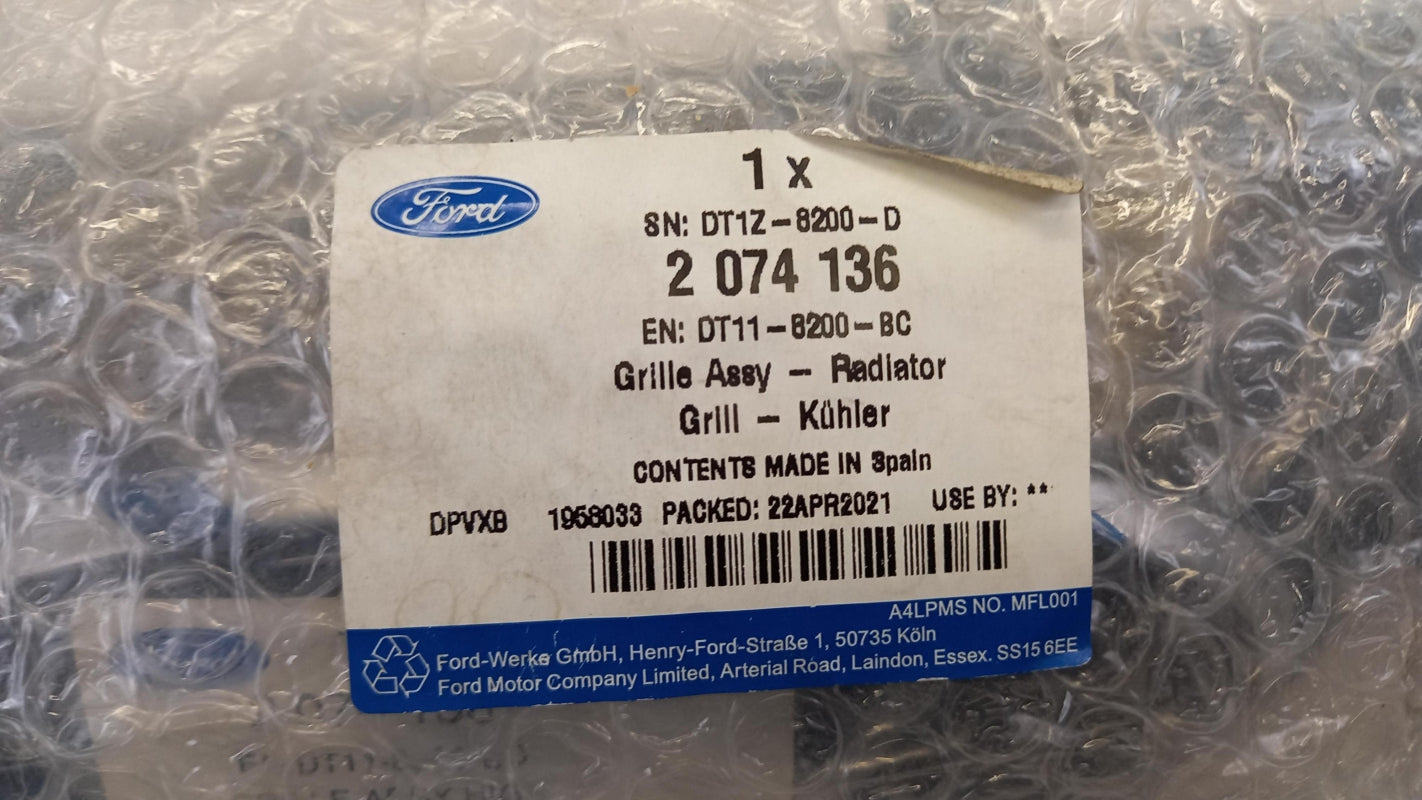 Ford
1 x
SN: DT1Z-8200-D
2 074 136
EN: DT11-8200-BC
Grille Assy - Radiator
Grill - Kühler
CONTENTS MADE IN Spain
DPVXB 1958033 PACKED: 22APR2021 USE BY: **
A4LPMS NO. MFL001
Ford-Werke GmbH, Henry-Ford-Straße 1, 50735 Köln
Ford Motor Company Limited, Arterial Road, Laindon, Essex. SS15 6EE